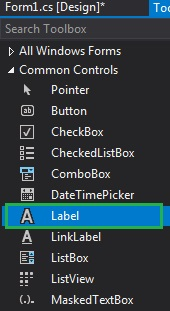 Form1.cs [Design]*
Search Toolbox
All Windows Forms
Common Controls
Pointer
Button
CheckBox
CheckedListBox
ComboBox
DateTimePicker
Label
LinkLabel
ListBox
ListView
MaskedTextBox